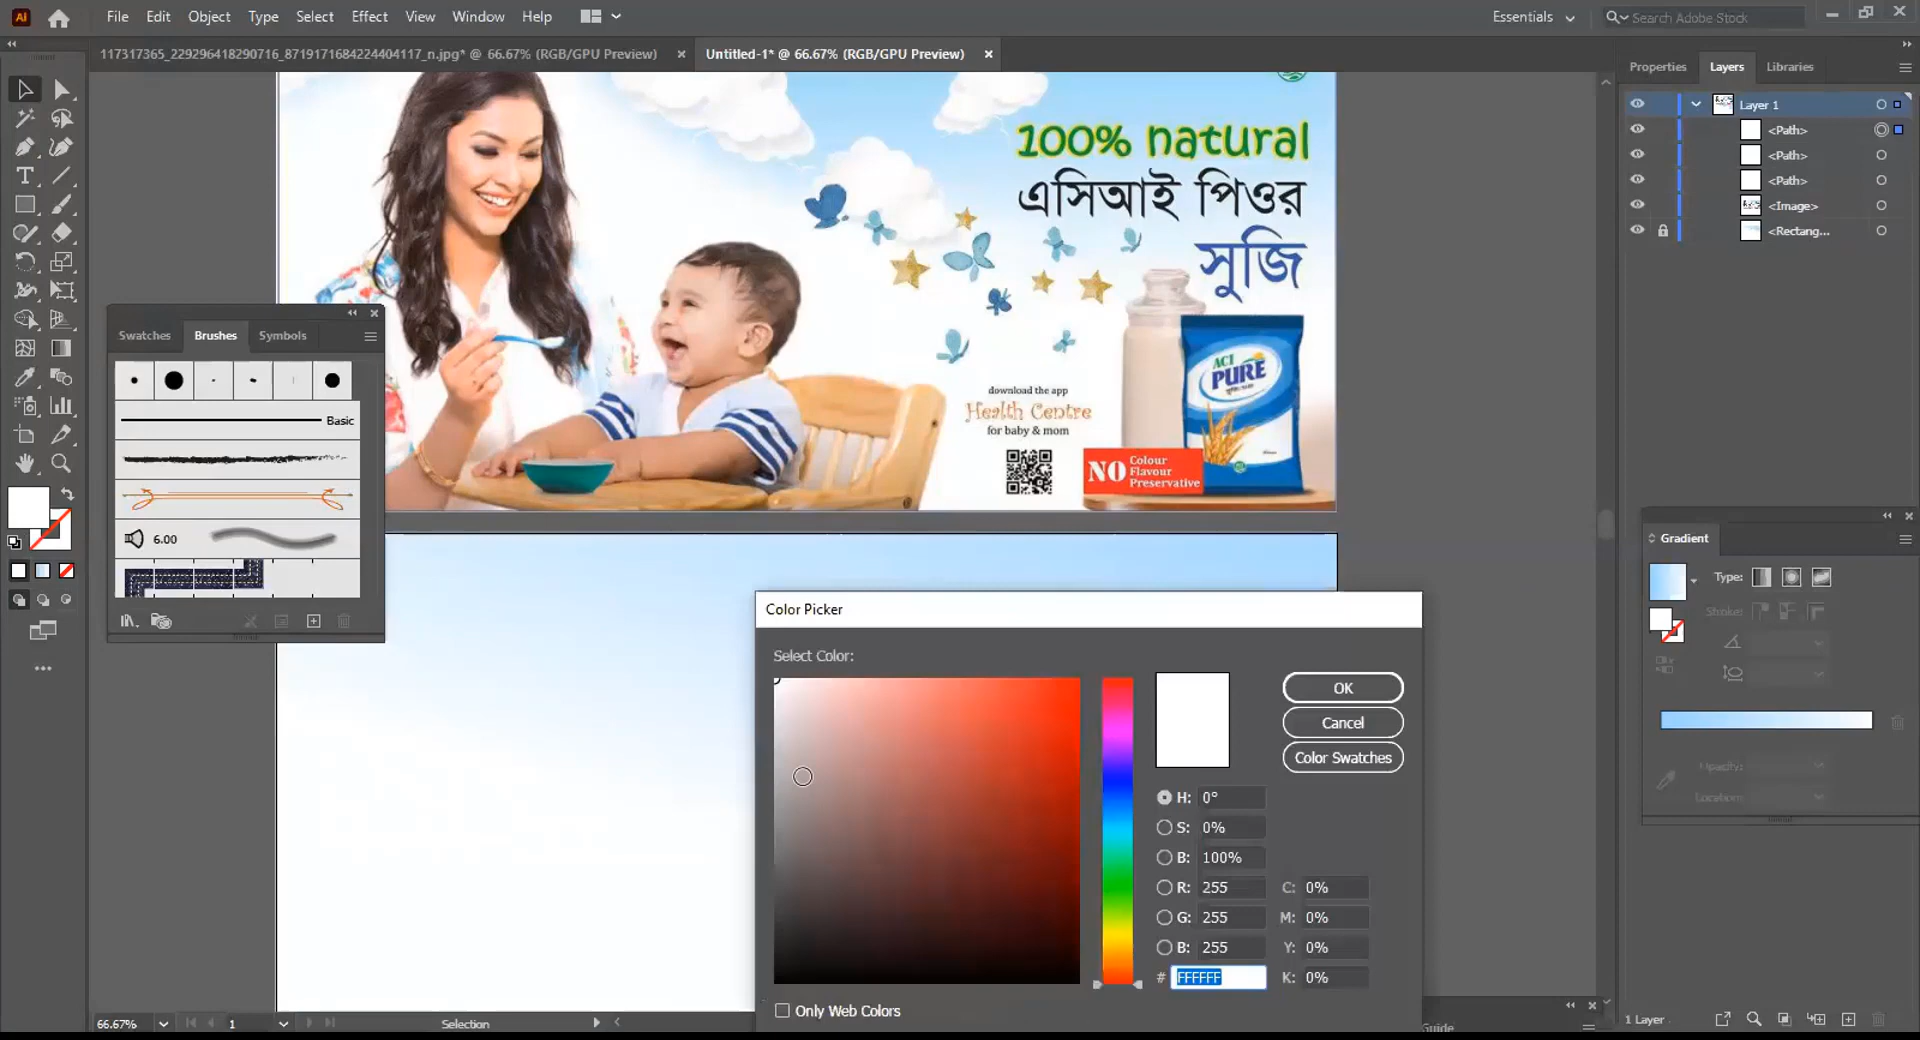 Ai File Edit Object Type Select Effect View Window Help
Essentials
Search Adobe Stock
117317365_229296418290716_8719171684224404117_n.jpg* @ 66.67% (RGB/GPU Preview)
Untitled-1* @ 66.67% (RGB/GPU Preview)
Properties Layers Libraries
Layer 1
<Path>
<Path>
<Path>
<Image>
<Rectang...
100% natural
এসিআই পিওর
সুজি
ACI
PURE
download the app
Health Centre
for baby & mom
NO Colour
Flavour
Preservative
Swatches Brushes Symbols
Basic
6.00
Gradient
Type:
Stroke:
Opacity:
Location:
Color Picker
Select Color:
OK
Cancel
Color Swatches
H: 0°
S: 0%
B: 100%
R: 255
G: 255
B: 255
# FFFFFF
C: 0%
M: 0%
Y: 0%
K: 0%
Only Web Colors
66.67%
1
Selection
Guide
1 Layer